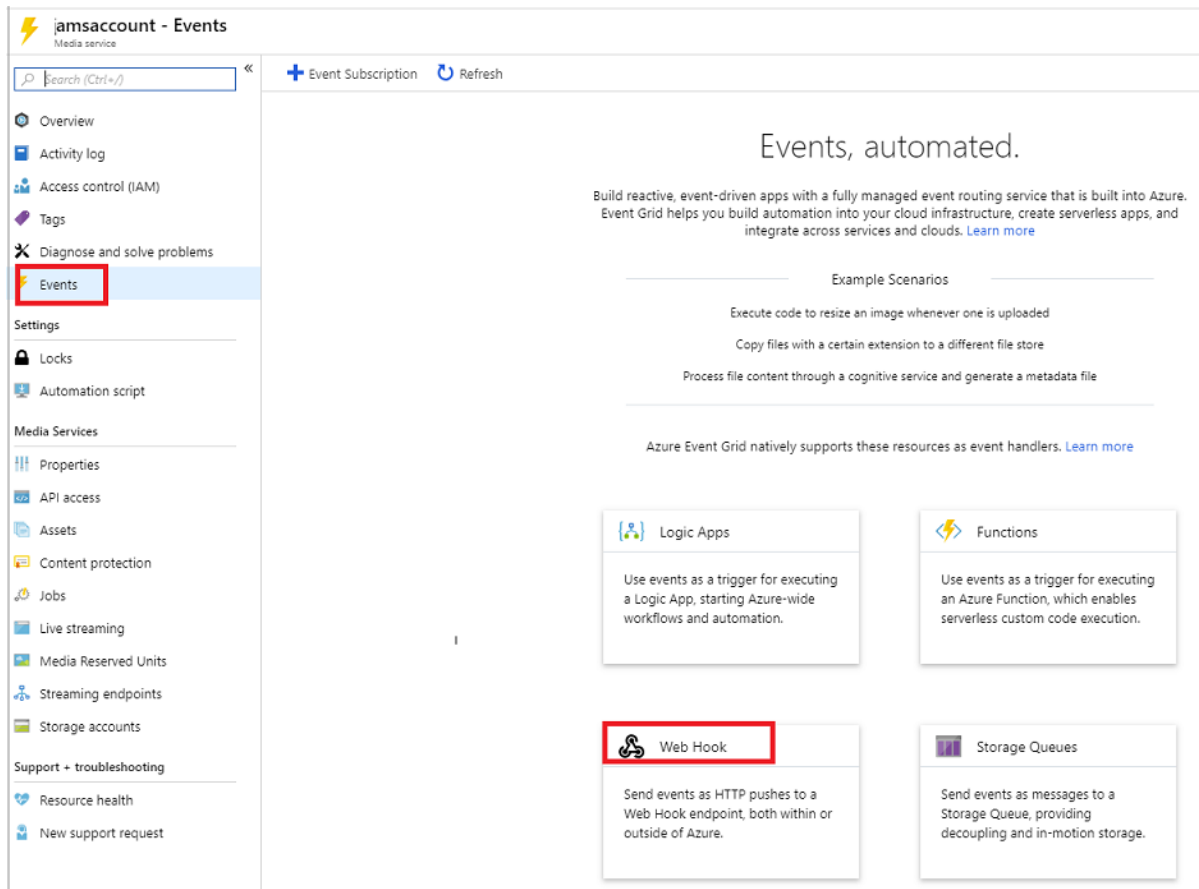 jamsaccount - Events
Media service
Search (Ctrl+/)
«
Overview
Activity log
Access control (IAM)
Tags
Diagnose and solve problems
Events
Settings
Locks
Automation script
Media Services
Properties
API access
Assets
Content protection
Jobs
Live streaming
Media Reserved Units
Streaming endpoints
Storage accounts
Support + troubleshooting
Resource health
New support request
Event Subscription
Refresh
Events, automated.
Build reactive, event-driven apps with a fully managed event routing service that is built into Azure.
Event Grid helps you build automation into your cloud infrastructure, create serverless apps, and
integrate across services and clouds. Learn more
Example Scenarios
Execute code to resize an image whenever one is uploaded
Copy files with a certain extension to a different file store
Process file content through a cognitive service and generate a metadata file
Azure Event Grid natively supports these resources as event handlers. Learn more
Logic Apps
Use events as a trigger for executing
a Logic App, starting Azure-wide
workflows and automation.
Functions
Use events as a trigger for executing
an Azure Function, which enables
serverless custom code execution.
Web Hook
Send events as HTTP pushes to a
Web Hook endpoint, both within or
outside of Azure.
Storage Queues
Send events as messages to a
Storage Queue, providing
decoupling and in-motion storage.